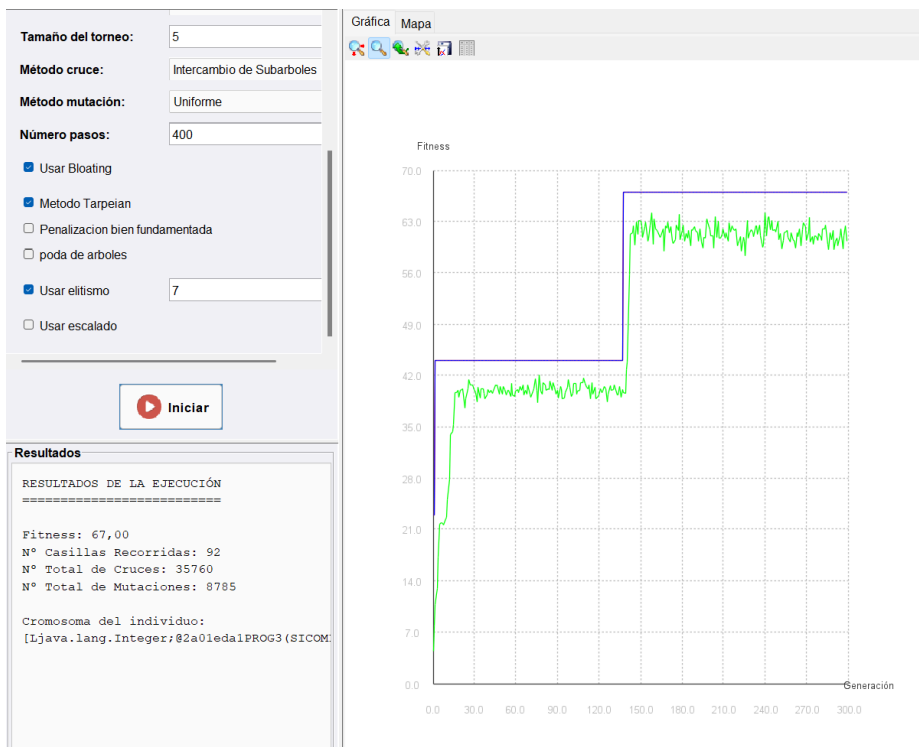 Tamaño del torneo: 5
Método cruce: Intercambio de Subarboles
Método mutación: Uniforme
Número pasos: 400
Usar Bloating
Metodo Tarpeian
Penalizacion bien fundamentada
poda de arboles
Usar elitismo 7
Usar escalado
Iniciar
Resultados
RESULTADOS DE LA EJECUCIÓN
===========================
Fitness: 67,00
Nº Casillas Recorridas: 92
Nº Total de Cruces: 35760
Nº Total de Mutaciones: 8785
Cromosoma del individuo:
[Ljava.lang.Integer;@2a01eda1PROG3(SICOM
Gráfica Mapa
Fitness
70.0
63.0
56.0
49.0
42.0
35.0
28.0
21.0
14.0
7.0
0.0
Generación
0.0 30.0 60.0 90.0 120.0 150.0 180.0 210.0 240.0 270.0 300.0